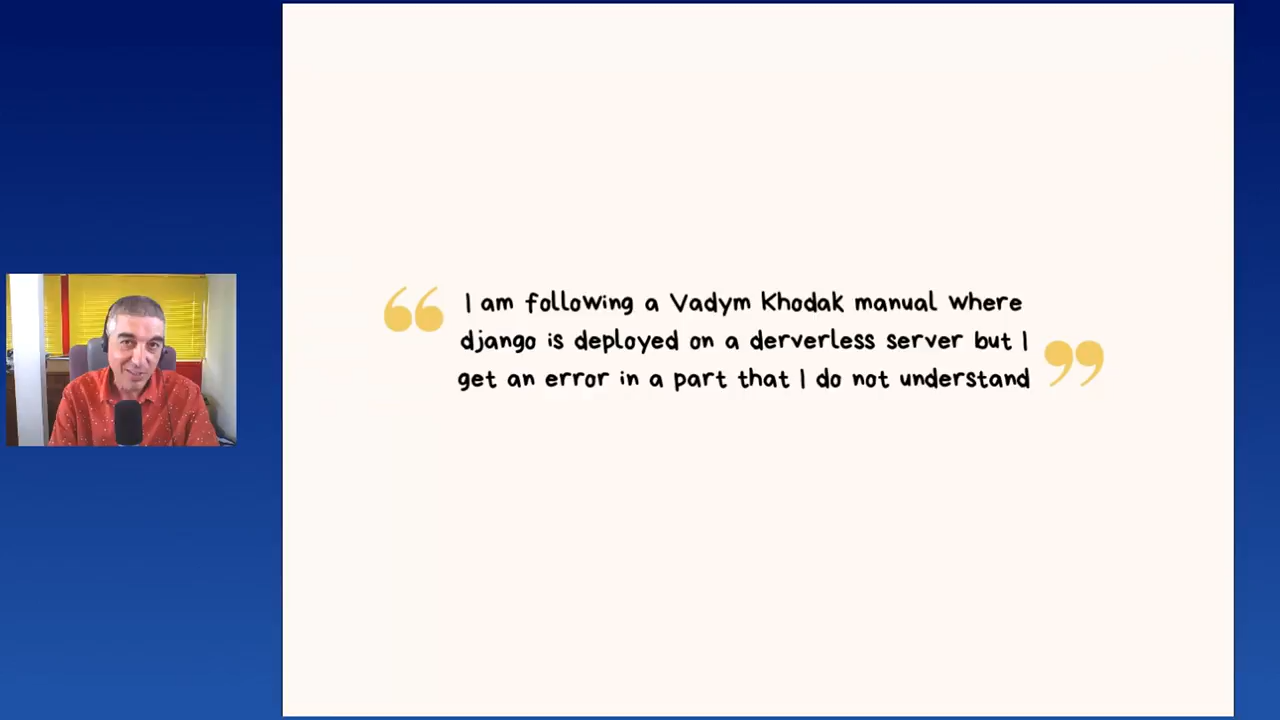 I am following a Vadym Khodak manual where
django is deployed on a derverless server but I
get an error in a part that I do not understand